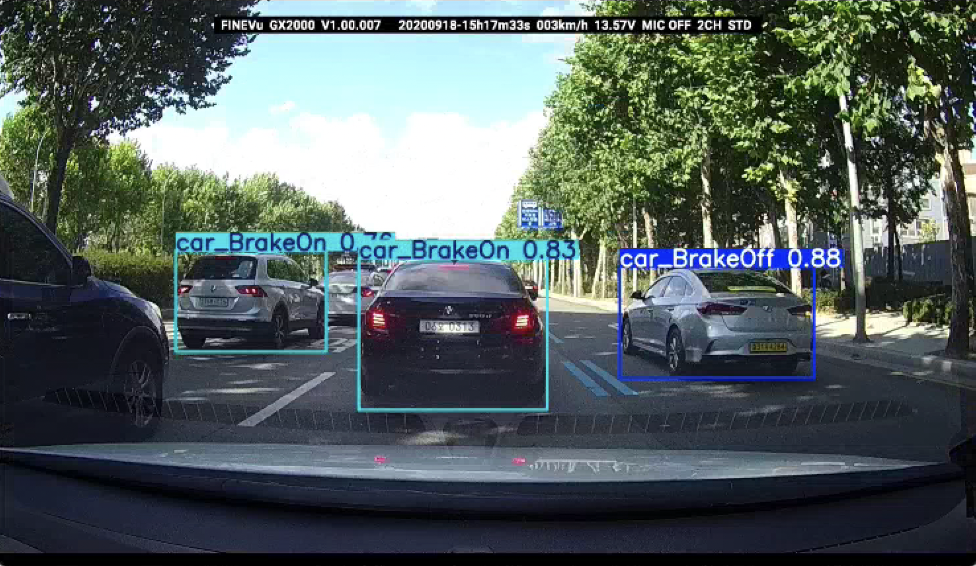 FINEVu GX2000 V1.00.007 20200918-15h17m33s 003km/h 13.57V MIC OFF 2CH STD
car_BrakeOn
car_BrakeOn 0.83
car_BrakeOff 0.88